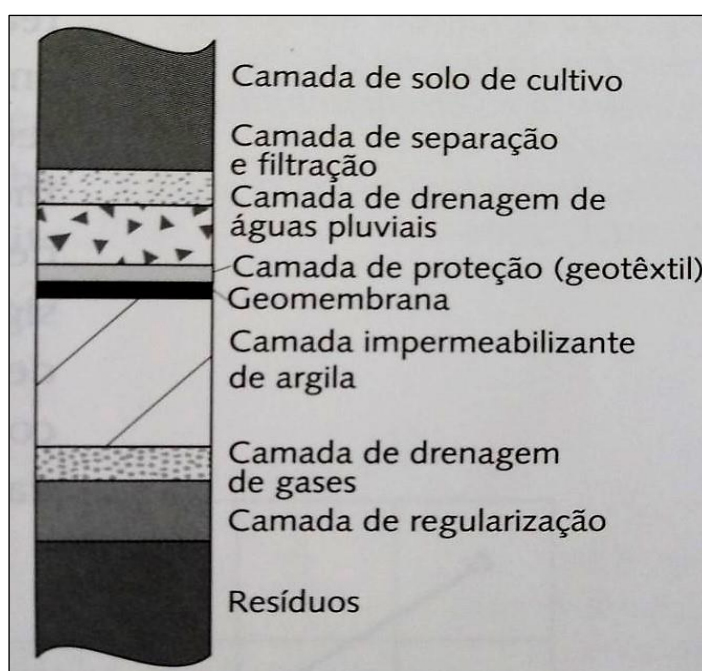 Camada de solo de cultivo
Camada de separação
e filtração
Camada de drenagem de
águas pluviais
Camada de proteção (geotêxtil)
Geomembrana
Camada impermeabilizante
de argila
Camada de drenagem
de gases
Camada de regularização
Resíduos